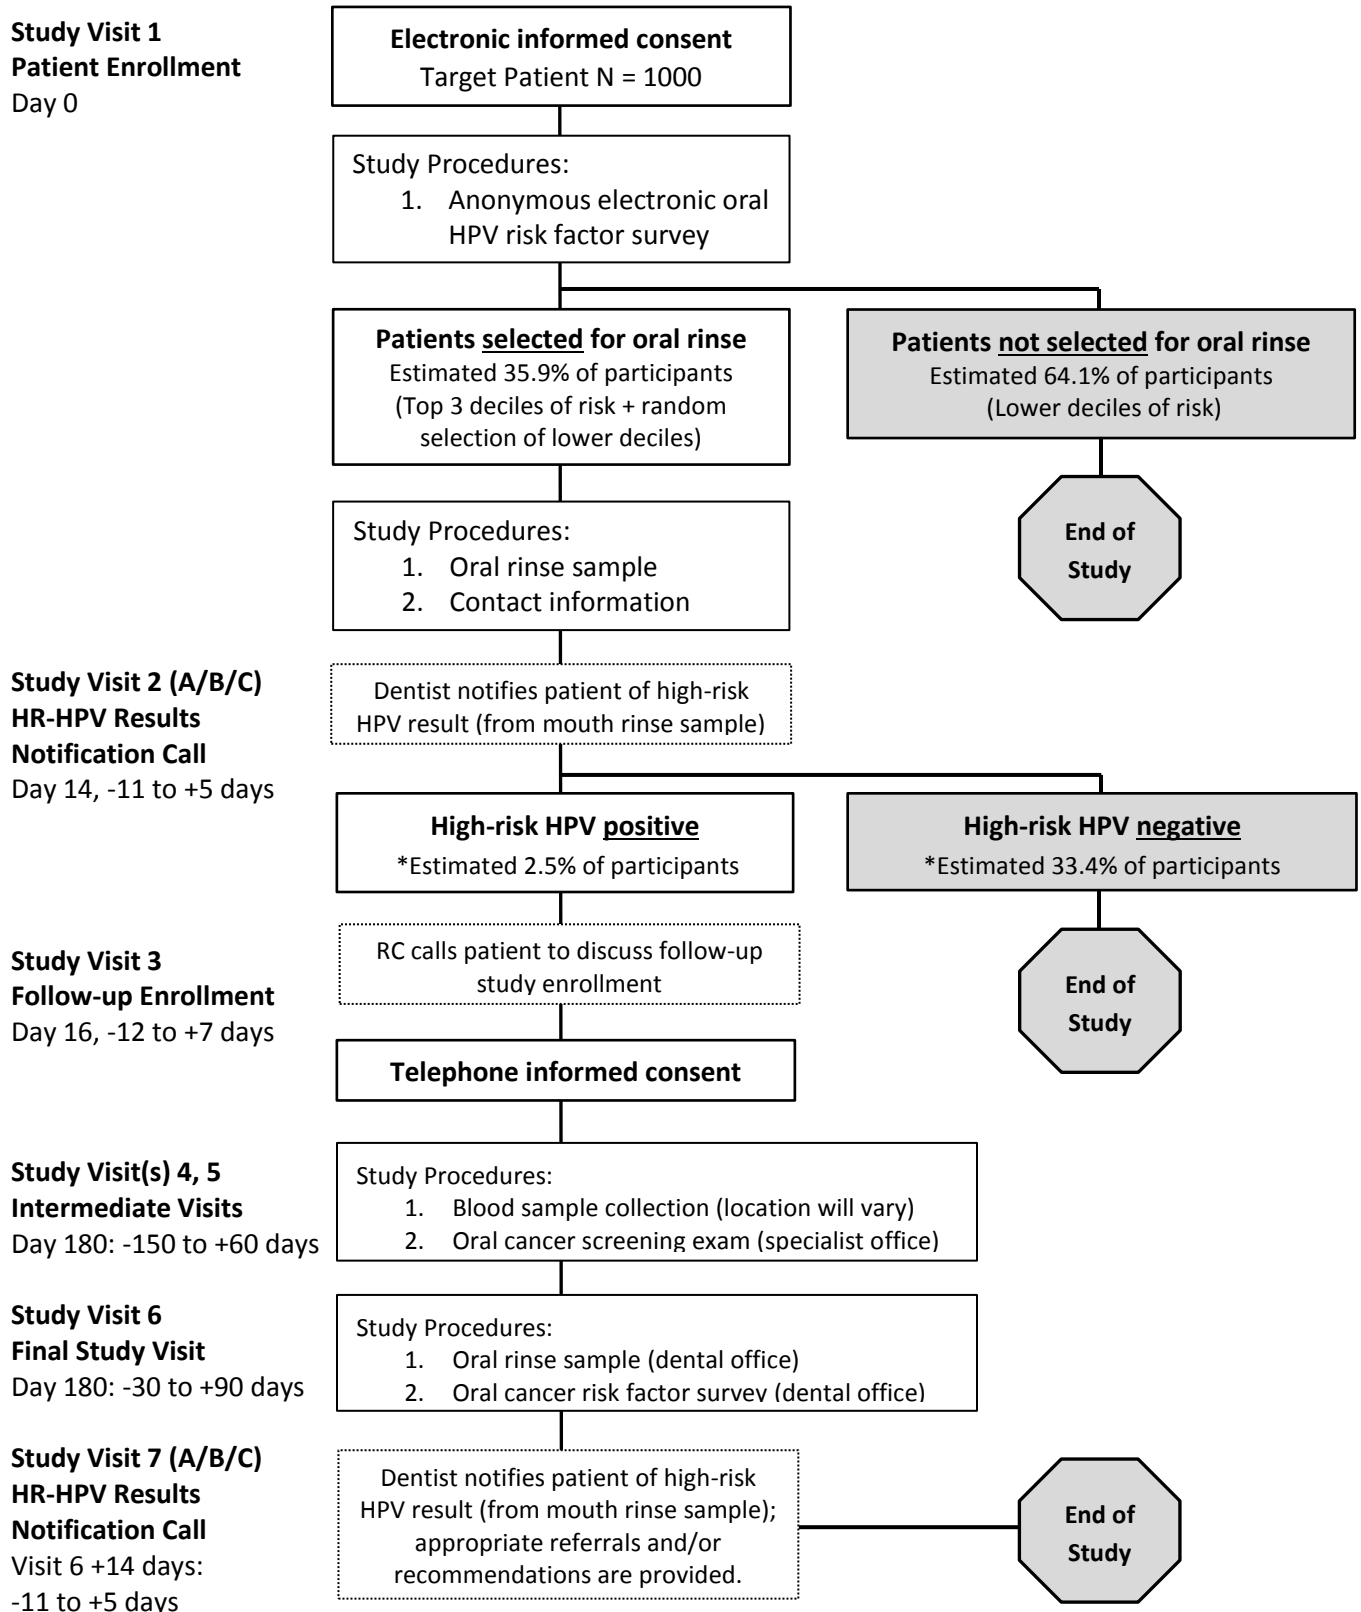 Study Visit 1
Patient Enrollment
Day 0
Electronic informed consent
Target Patient N = 1000
Study Procedures:
1. Anonymous electronic oral
HPV risk factor survey
Patients selected for oral rinse
Estimated 35.9% of participants
(Top 3 deciles of risk + random
selection of lower deciles)
Patients not selected for oral rinse
Estimated 64.1% of participants
(Lower deciles of risk)
End of
Study
Study Procedures:
1. Oral rinse sample
2. Contact information
Study Visit 2 (A/B/C)
HR-HPV Results
Notification Call
Day 14, -11 to +5 days
Dentist notifies patient of high-risk
HPV result (from mouth rinse sample)
High-risk HPV positive
*Estimated 2.5% of participants
High-risk HPV negative
*Estimated 33.4% of participants
End of
Study
Study Visit 3
Follow-up Enrollment
Day 16, -12 to +7 days
RC calls patient to discuss follow-up
study enrollment
Telephone informed consent
Study Visit(s) 4, 5
Intermediate Visits
Day 180: -150 to +60 days
Study Procedures:
1. Blood sample collection (location will vary)
2. Oral cancer screening exam (specialist office)
Study Visit 6
Final Study Visit
Day 180: -30 to +90 days
Study Procedures:
1. Oral rinse sample (dental office)
2. Oral cancer risk factor survey (dental office)
Study Visit 7 (A/B/C)
HR-HPV Results
Notification Call
Visit 6 +14 days:
-11 to +5 days
Dentist notifies patient of high-risk
HPV result (from mouth rinse sample);
appropriate referrals and/or
recommendations are provided.
End of
Study